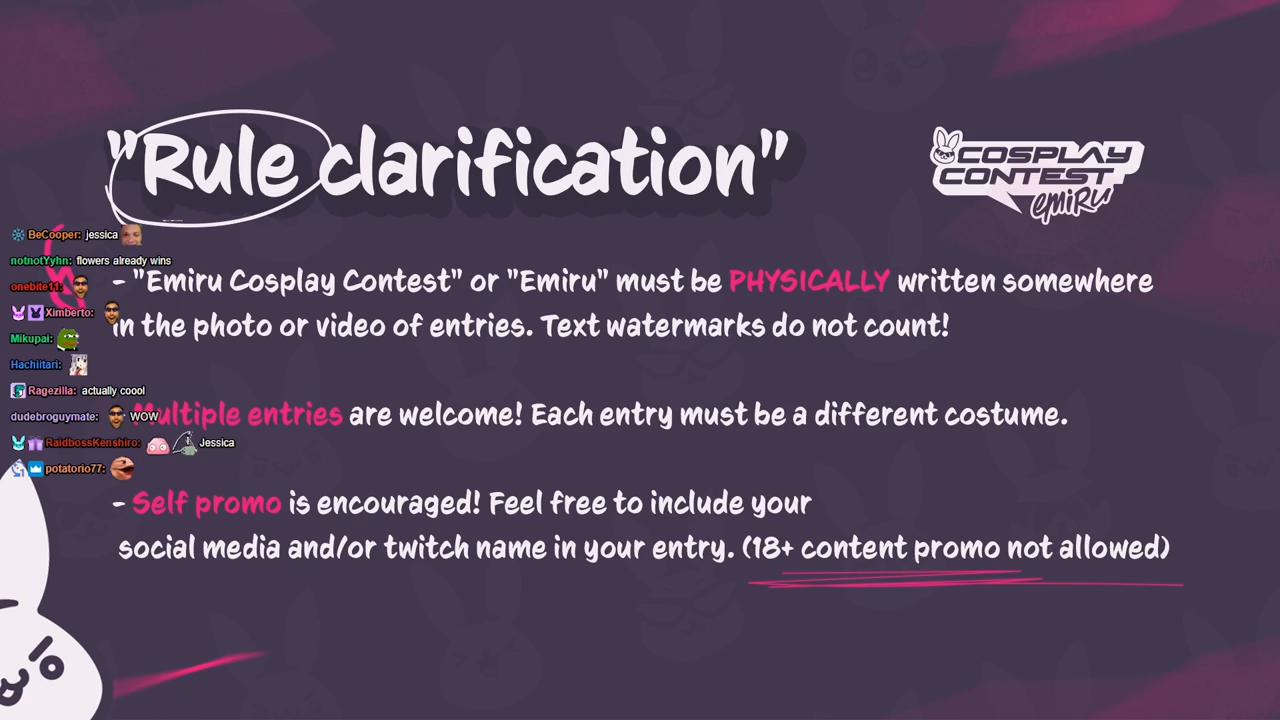 "Rule clarification"
COSPLAY
CONTEST
emiru
BeCooper: jessica
notnotYyhn: flowers already wins
onebite11:
Ximberto:
Mikupai:
Hachiitari:
Ragezilla: actually coool
dudebroguymate: WOW
RaidbossKenshiro: Jessica
potatorio77:
- "Emiru Cosplay Contest" or "Emiru" must be PHYSICALLY written somewhere
in the photo or video of entries. Text watermarks do not count!
Multiple entries are welcome! Each entry must be a different costume.
- Self promo is encouraged! Feel free to include your
social media and/or twitch name in your entry. (18+ content promo not allowed)